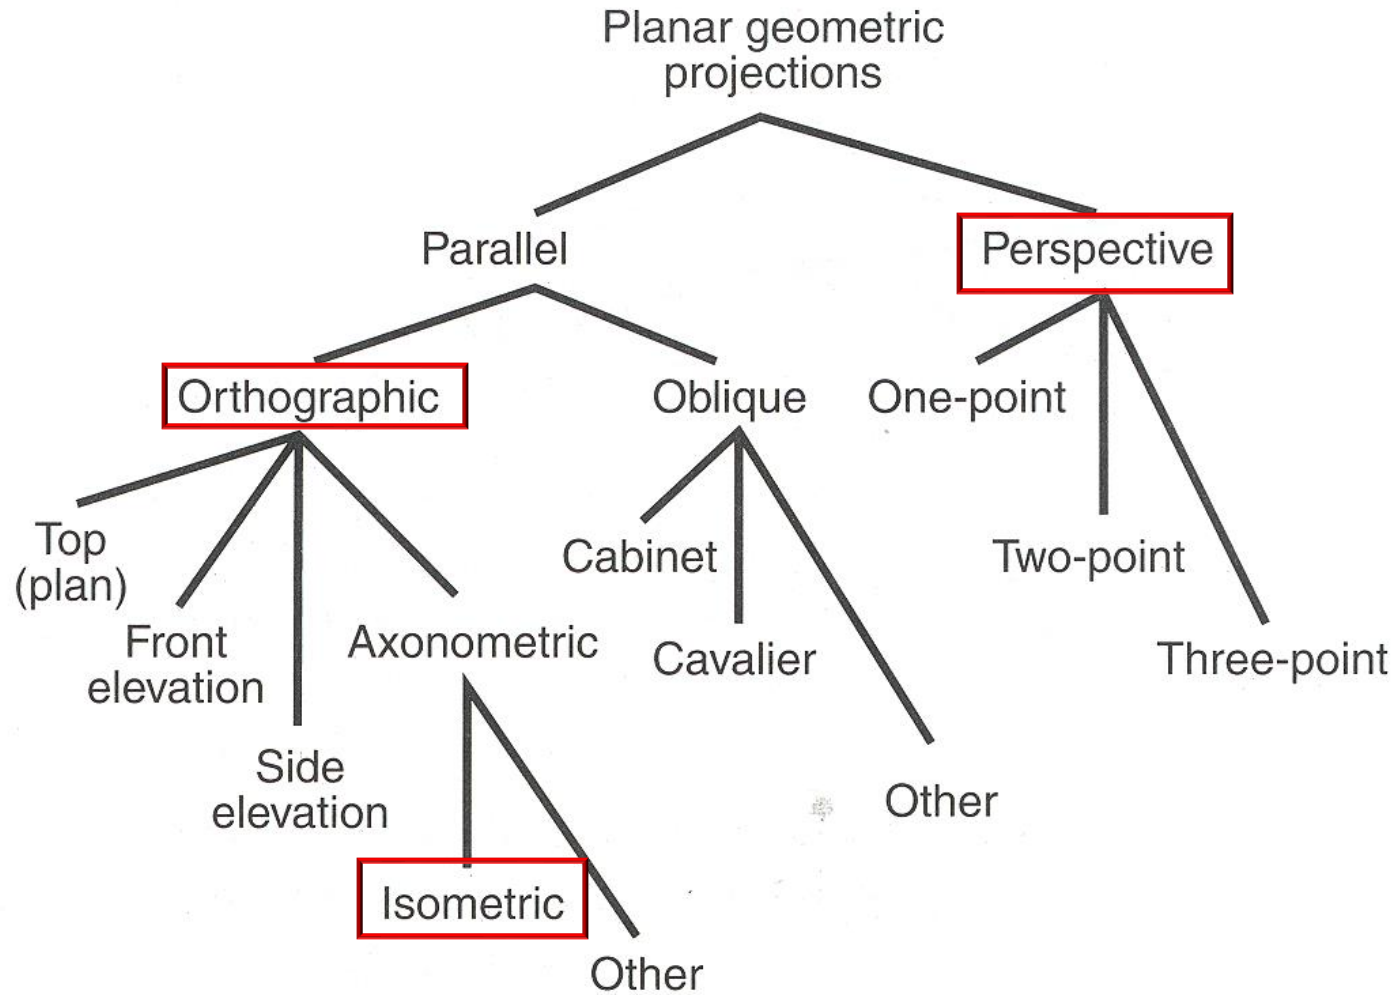 Planar geometric
projections
Parallel
Perspective
Orthographic
Oblique
One-point
Top
(plan)
Cabinet
Two-point
Front
elevation
Axonometric
Cavalier
Three-point
Side
elevation
Other
Isometric
Other